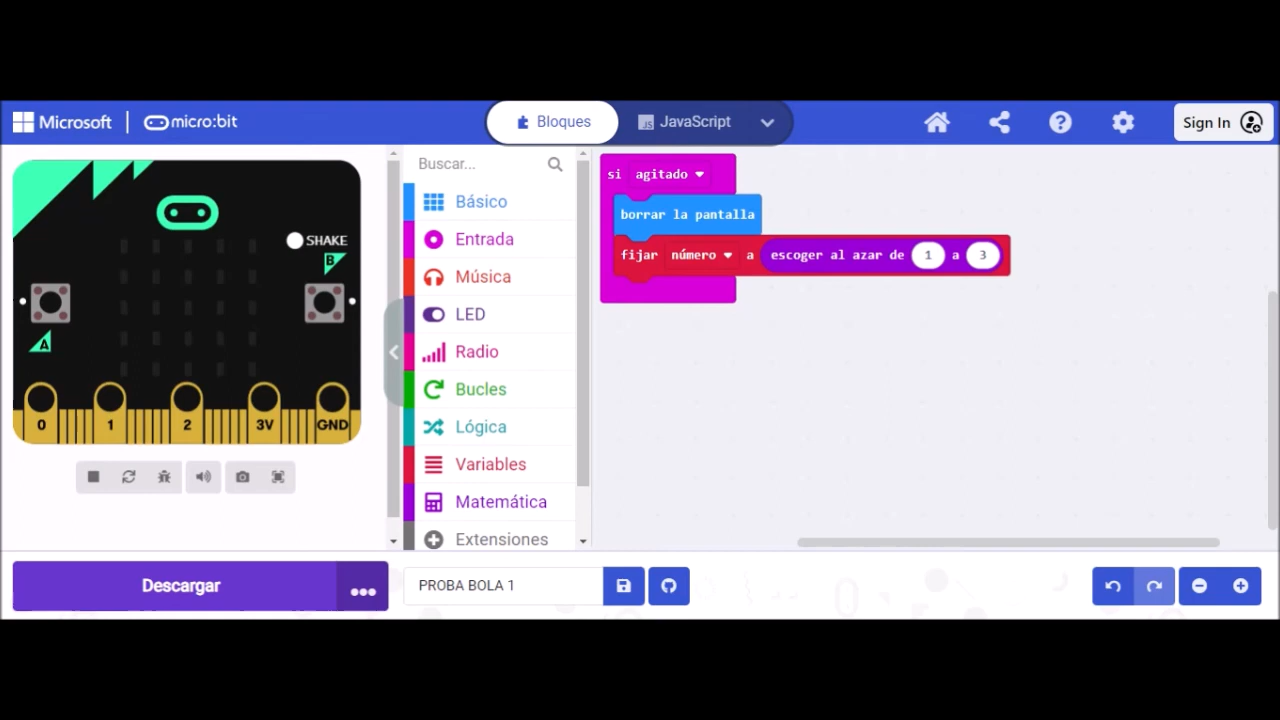 Microsoft micro:bit Bloques JavaScript Sign In
SHAKE
B
A
0 1 2 3V GND
Buscar...
Básico
Entrada
Música
LED
Radio
Bucles
Lógica
Variables
Matemática
Extensiones
si agitado
borrar la pantalla
fijar número a escoger al azar de 1 a 3
Descargar ... PROBA BOLA 1